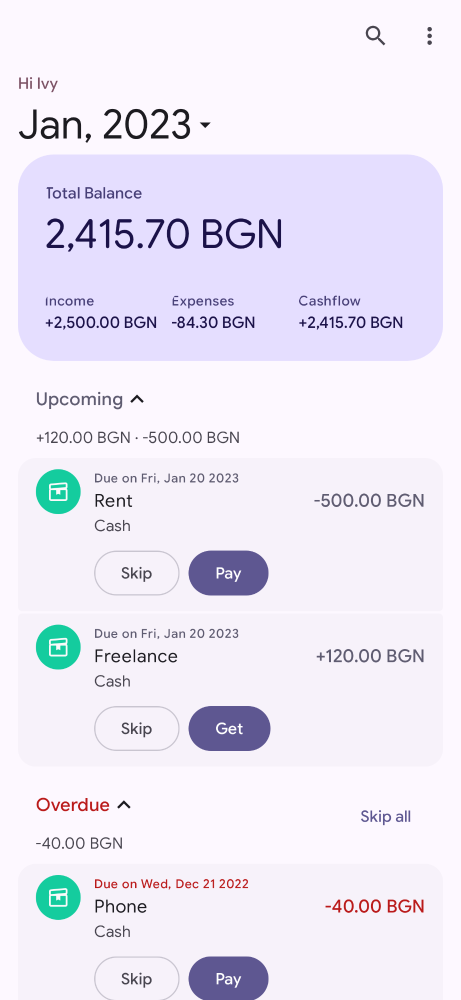 Hi Ivy
Jan, 2023
Total Balance
2,415.70 BGN
Income Expenses Cashflow
+2,500.00 BGN -84.30 BGN +2,415.70 BGN
Upcoming
+120.00 BGN · -500.00 BGN
Due on Fri, Jan 20 2023
Rent -500.00 BGN
Cash
Skip Pay
Due on Fri, Jan 20 2023
Freelance +120.00 BGN
Cash
Skip Get
Overdue
Skip all
-40.00 BGN
Due on Wed, Dec 21 2022
Phone -40.00 BGN
Cash
Skip Pay